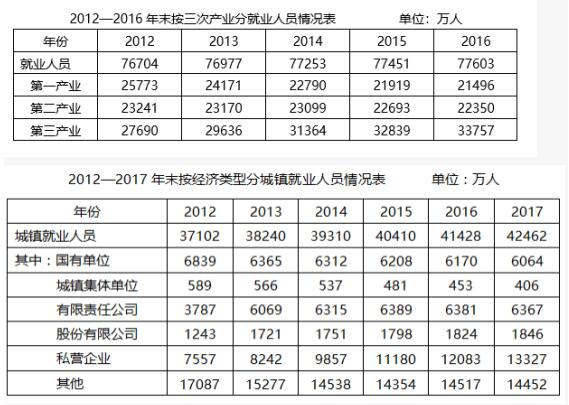 2012—2016 年末按三次产业分就业人员情况表 单位：万人
年份 2012 2013 2014 2015 2016
就业人员 76704 76977 77253 77451 77603
第一产业 25773 24171 22790 21919 21496
第二产业 23241 23170 23099 22693 22350
第三产业 27690 29636 31364 32839 33757
2012—2017 年末按经济类型分城镇就业人员情况表 单位：万人
年份 2012 2013 2014 2015 2016 2017
城镇就业人员 37102 38240 39310 40410 41428 42462
其中：国有单位 6839 6365 6312 6208 6170 6064
城镇集体单位 589 566 537 481 453 406
有限责任公司 3787 6069 6315 6389 6381 6367
股份有限公司 1243 1721 1751 1798 1824 1846
私营企业 7557 8242 9857 11180 12083 13327
其他 17087 15277 14538 14354 14517 14452